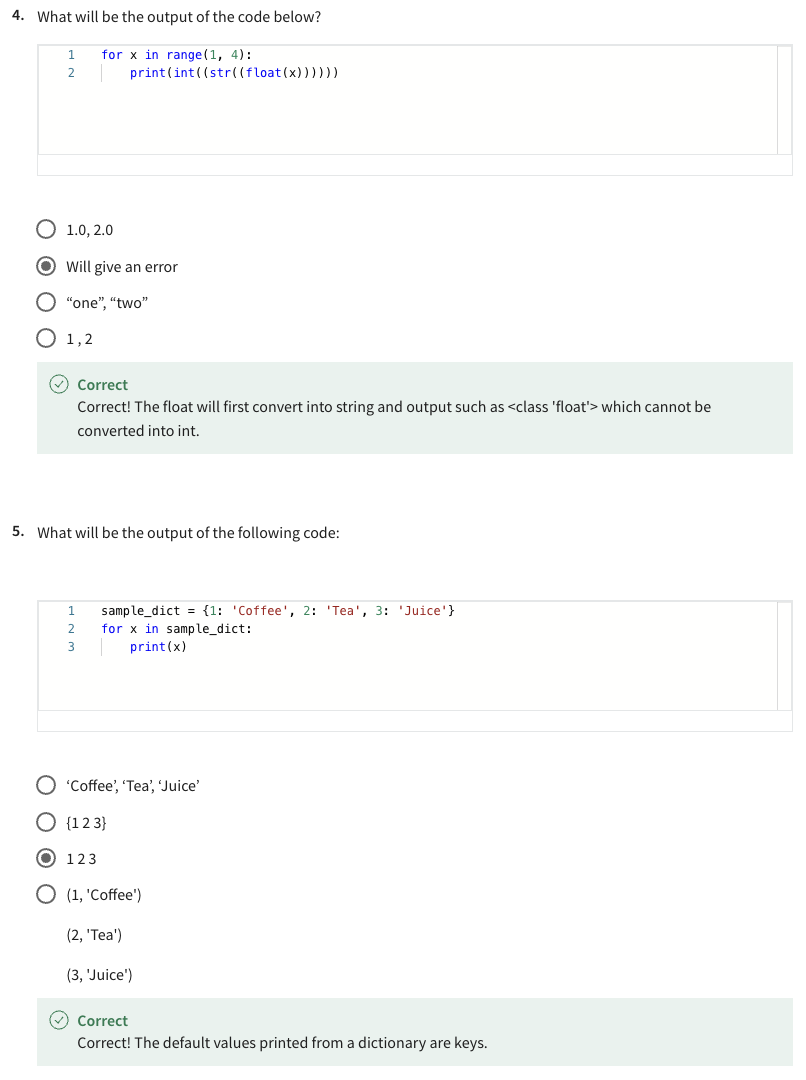 4. What will be the output of the code below?
1 for x in range(1, 4):
2 print(int((str((float(x))))))
1.0, 2.0
Will give an error
“one”, “two”
1 , 2
Correct
Correct! The float will first convert into string and output such as <class 'float'> which cannot be
converted into int.
5. What will be the output of the following code:
1 sample_dict = {1: 'Coffee', 2: 'Tea', 3: 'Juice'}
2 for x in sample_dict:
3 print(x)
‘Coffee’, ‘Tea’, ‘Juice’
{1 2 3}
1 2 3
(1, 'Coffee')
(2, 'Tea')
(3, 'Juice')
Correct
Correct! The default values printed from a dictionary are keys.